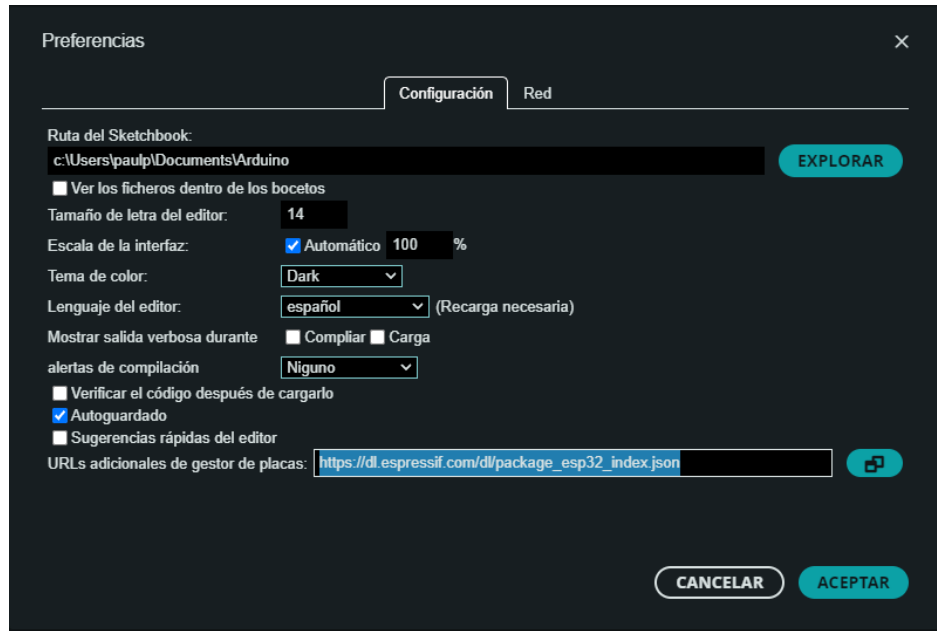 Preferencias
Configuración Red
Ruta del Sketchbook:
c:\Users\paulp\Documents\Arduino EXPLORAR
Ver los ficheros dentro de los bocetos
Tamaño de letra del editor: 14
Escala de la interfaz: Automático 100 %
Tema de color: Dark
Lenguaje del editor: español (Recarga necesaria)
Mostrar salida verbosa durante Compliar Carga
alertas de compilación Niguno
Verificar el código después de cargarlo
Autoguardado
Sugerencias rápidas del editor
URLs adicionales de gestor de placas: https://dl.espressif.com/dl/package_esp32_index.json
CANCELAR ACEPTAR